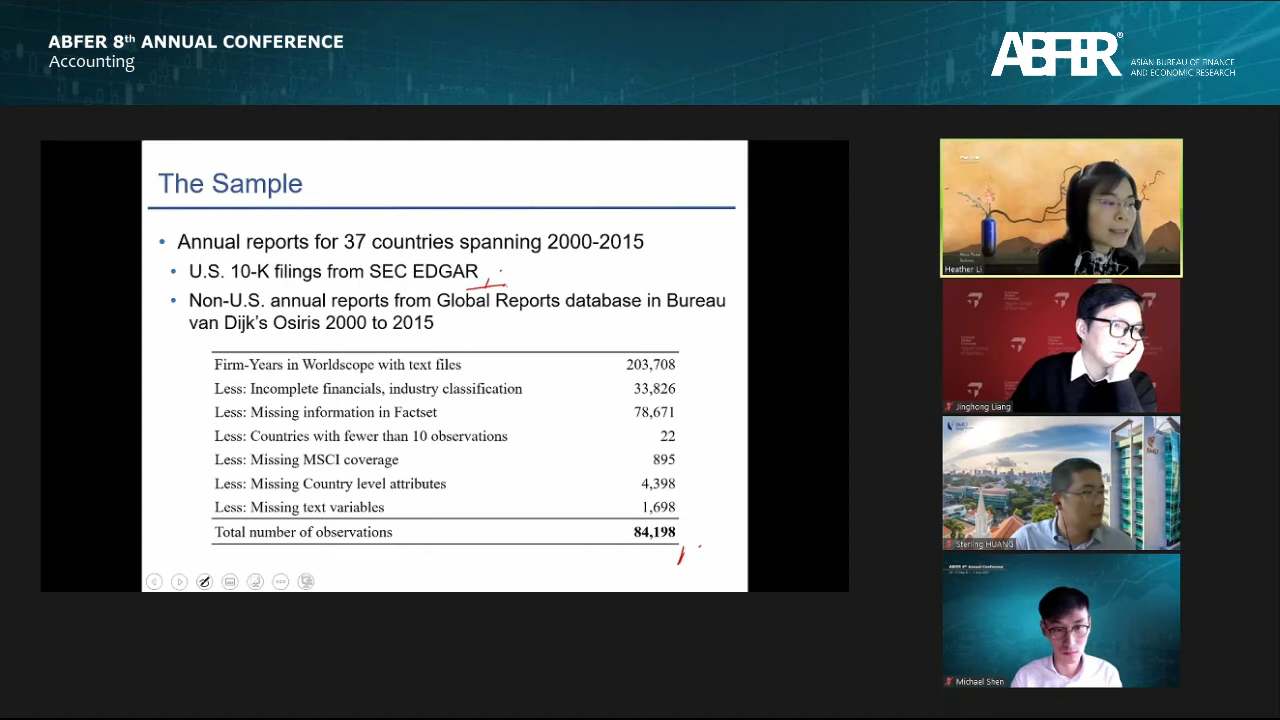 ABFER 8th ANNUAL CONFERENCE
Accounting
ABFER®
ASIAN BUREAU OF FINANCE
AND ECONOMIC RESEARCH
The Sample
• Annual reports for 37 countries spanning 2000-2015
• U.S. 10-K filings from SEC EDGAR
• Non-U.S. annual reports from Global Reports database in Bureau
van Dijk's Osiris 2000 to 2015
Firm-Years in Worldscope with text files 203,708
Less: Incomplete financials, industry classification 33,826
Less: Missing information in Factset 78,671
Less: Countries with fewer than 10 observations 22
Less: Missing MSCI coverage 895
Less: Missing Country level attributes 4,398
Less: Missing text variables 1,698
Total number of observations 84,198
Heather Li
Jinghong Liang
SMU
Sterling HUANG
ABFER 8th Annual Conference
Michael Shen